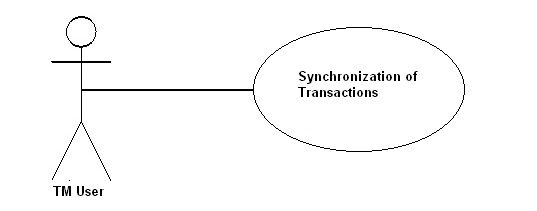 Synchronization of
Transactions
TM User